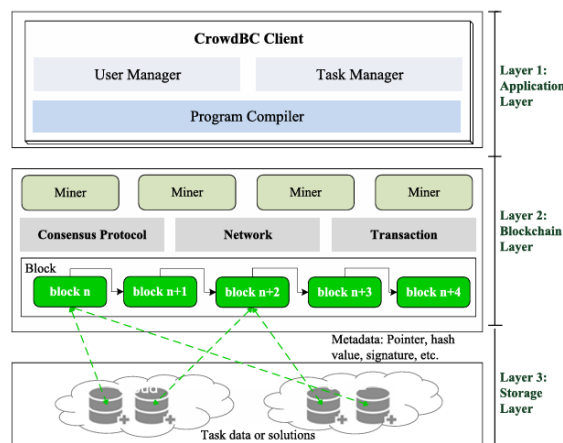 CrowdBC Client
User Manager
Task Manager
Program Compiler
Layer 1:
Application
Layer
Miner
Miner
Miner
Miner
Consensus Protocol
Network
Transaction
Layer 2:
Blockchain
Layer
Block
block n
block n+1
block n+2
block n+3
block n+4
Metadata: Pointer, hash
value, signature, etc.
Layer 3:
Storage
Layer
Task data or solutions